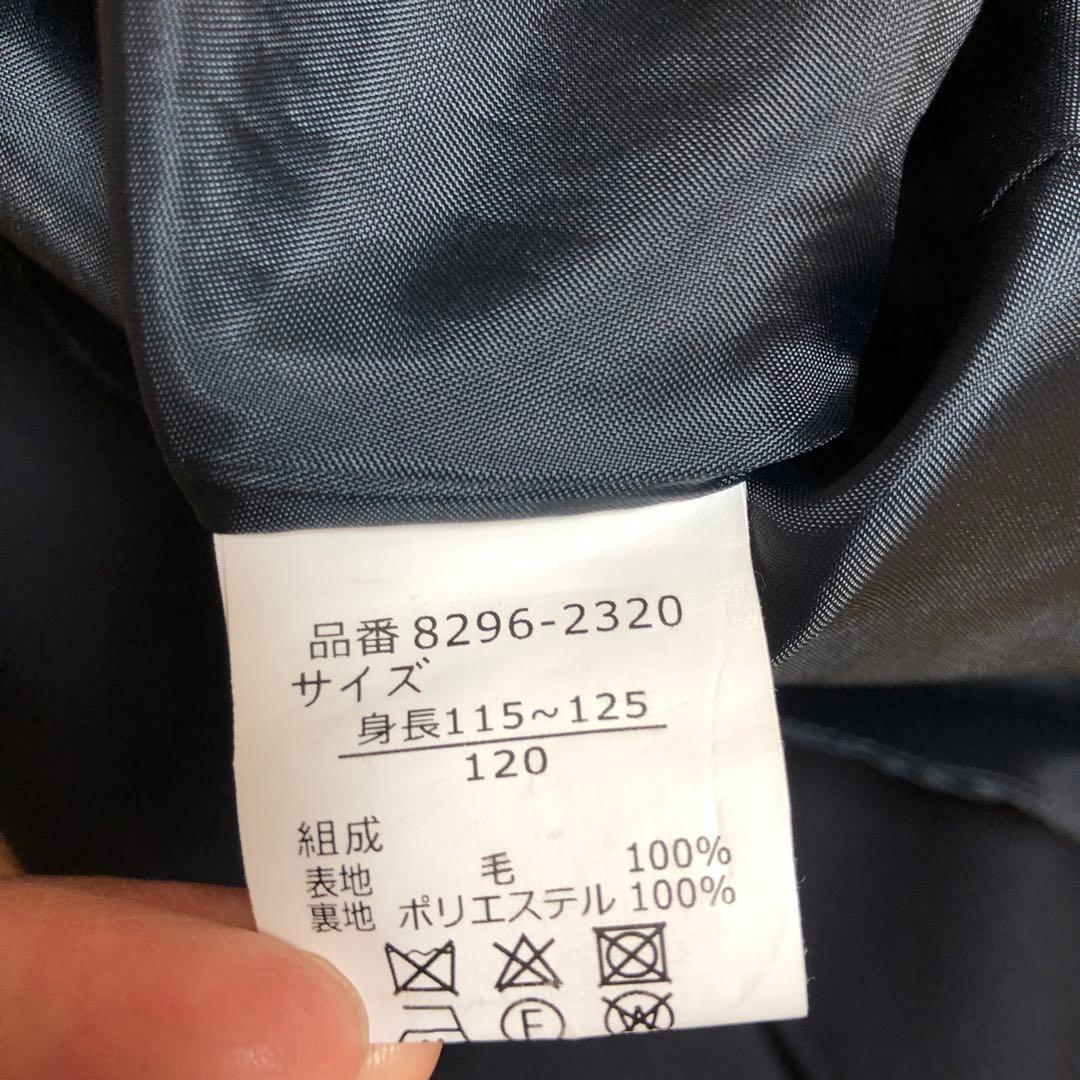 品番 8296-2320
サイズ
身長115~125
120
組成
表地 毛 100%
裏地 ポリエステル 100%
F
W